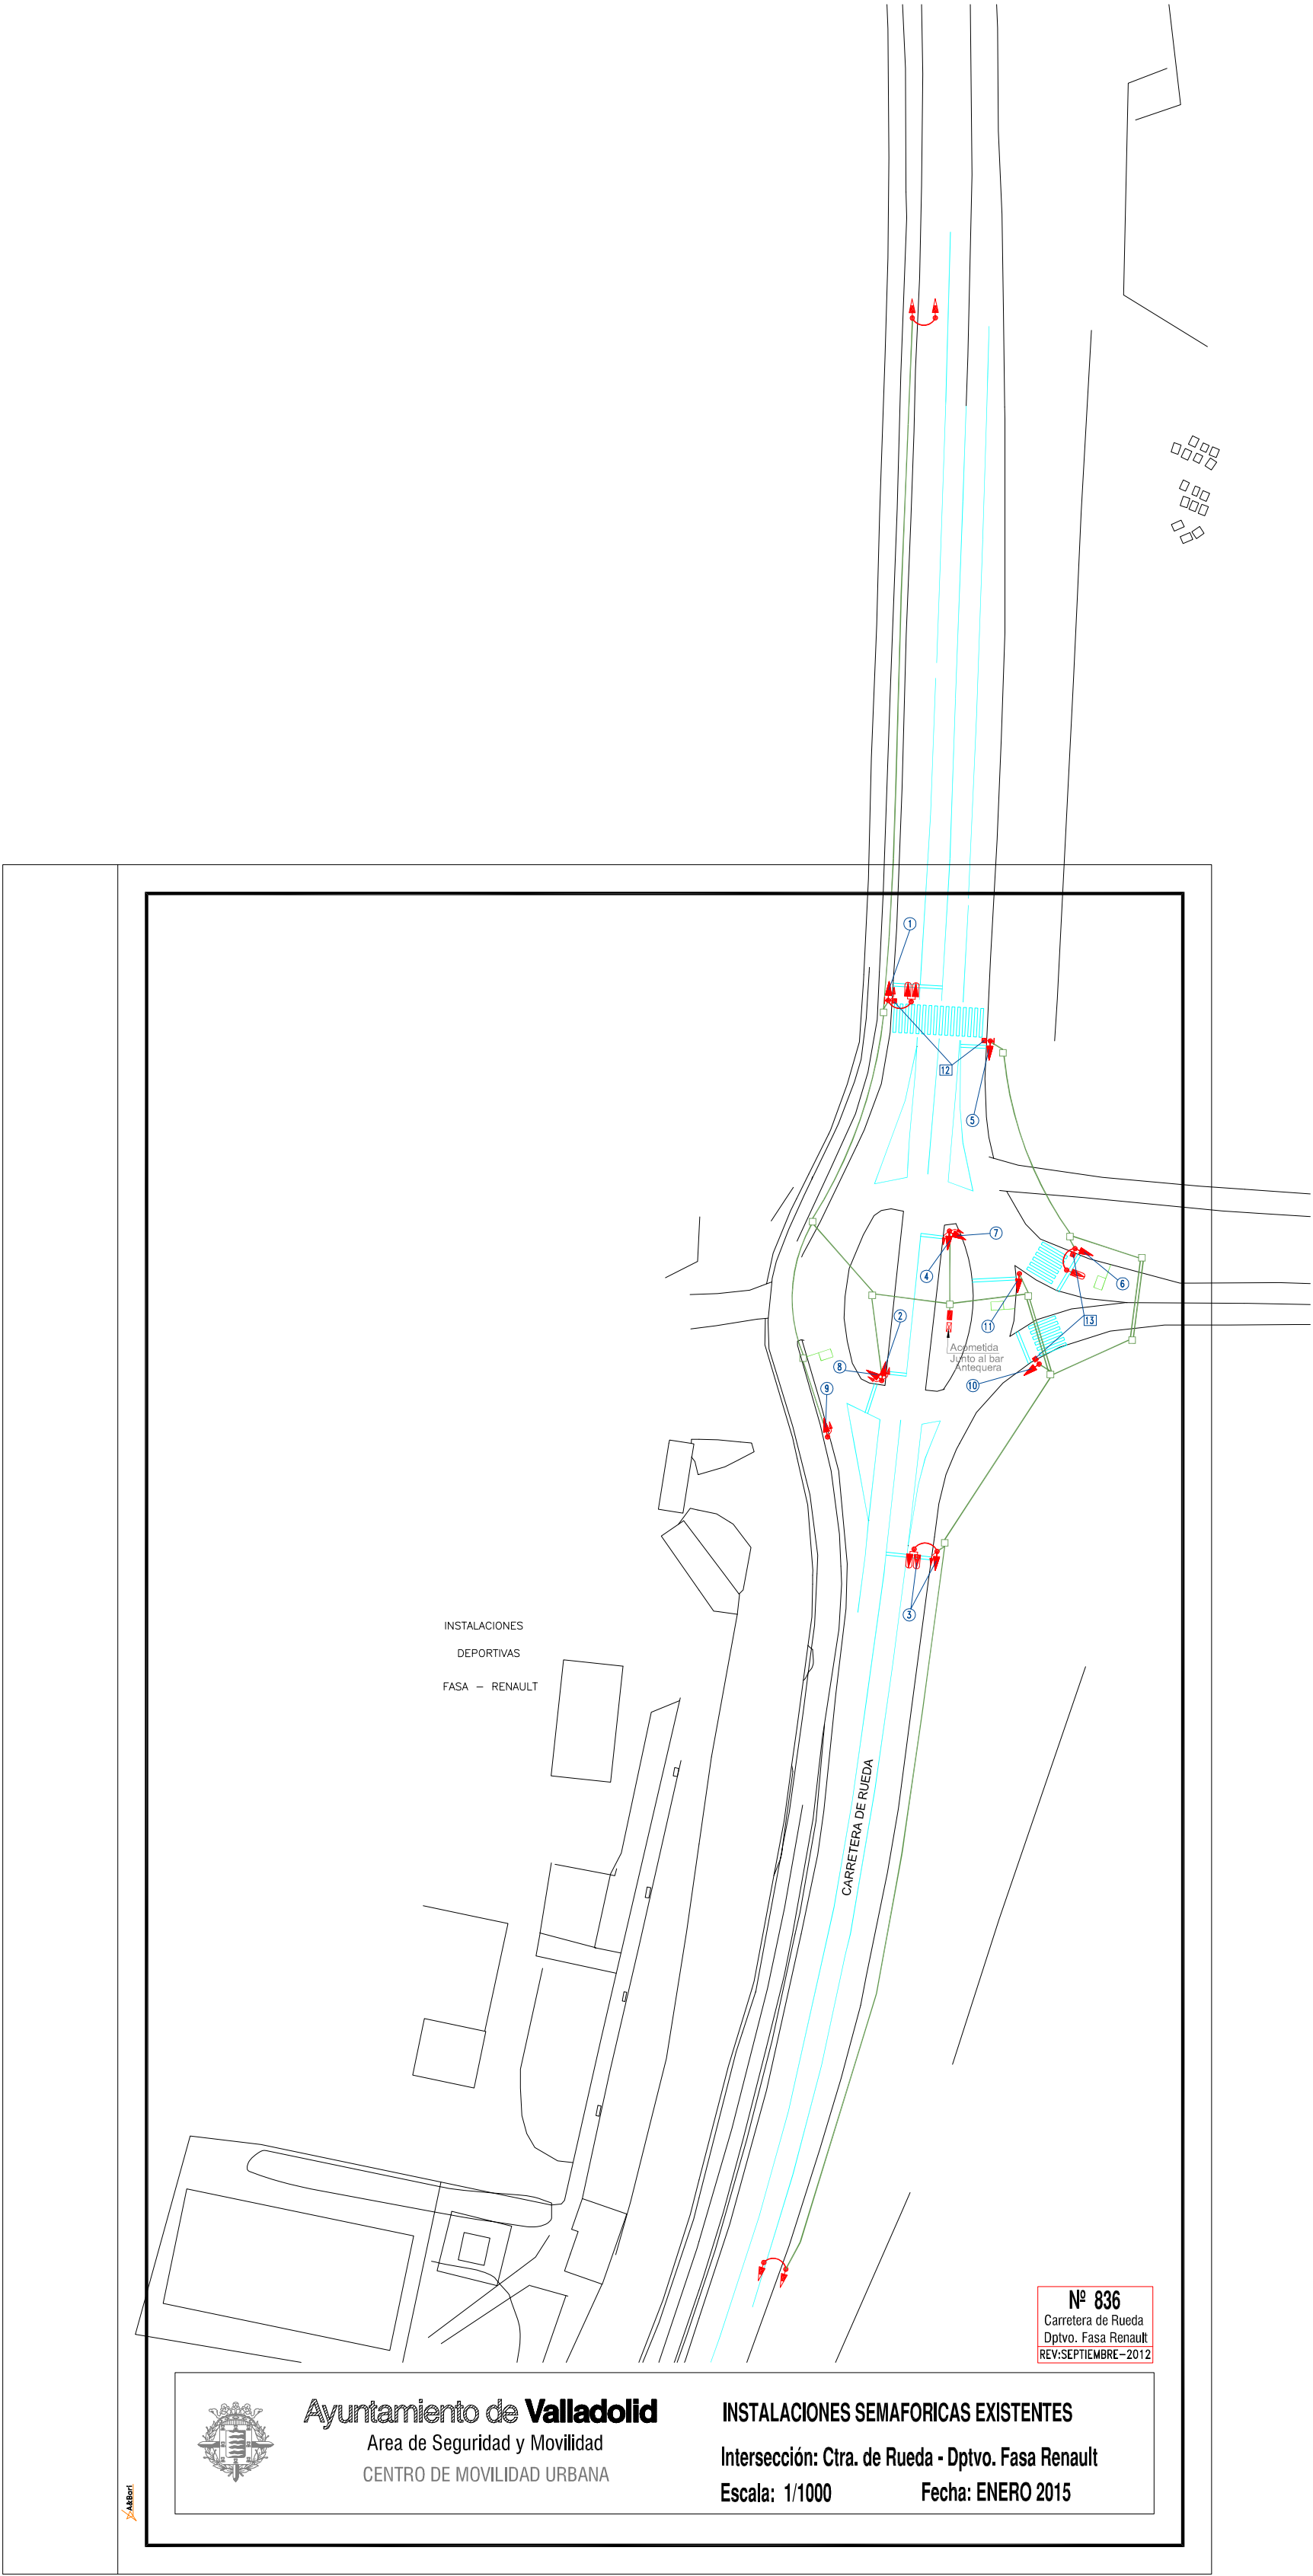 1
12
5
7
4
6
2
11
13
Acometida
Junto al bar
Antequera
8
10
9
3
INSTALACIONES
DEPORTIVAS
FASA - RENAULT
CARRETERA DE RUEDA
Nº 836
Carretera de Rueda
Dptvo. Fasa Renault
REV:SEPTIEMBRE-2012
Ayuntamiento de Valladolid
Area de Seguridad y Movilidad
CENTRO DE MOVILIDAD URBANA
INSTALACIONES SEMAFORICAS EXISTENTES
Intersección: Ctra. de Rueda - Dptvo. Fasa Renault
Escala: 1/1000 Fecha: ENERO 2015